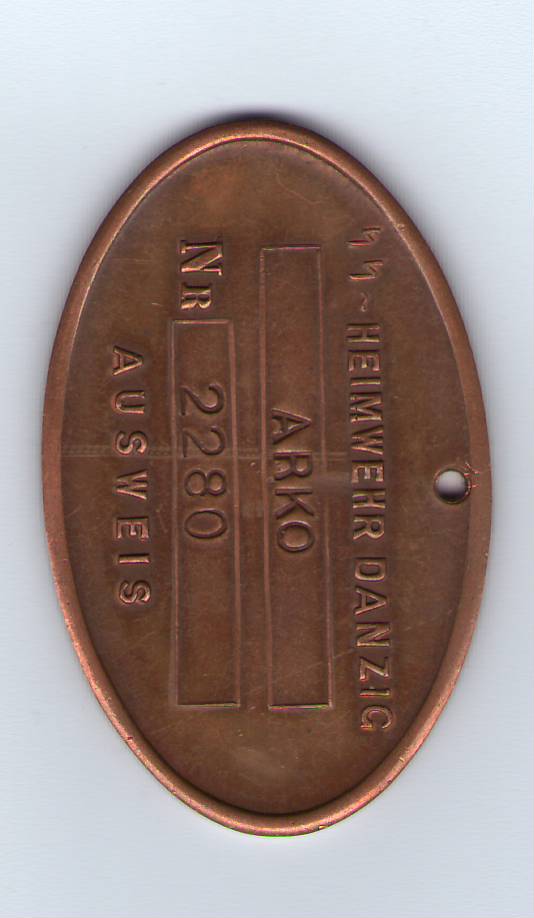 ᛋᛋ~HEIMWEHR DANZIG
ARKO
NR 2280
AUSWEIS